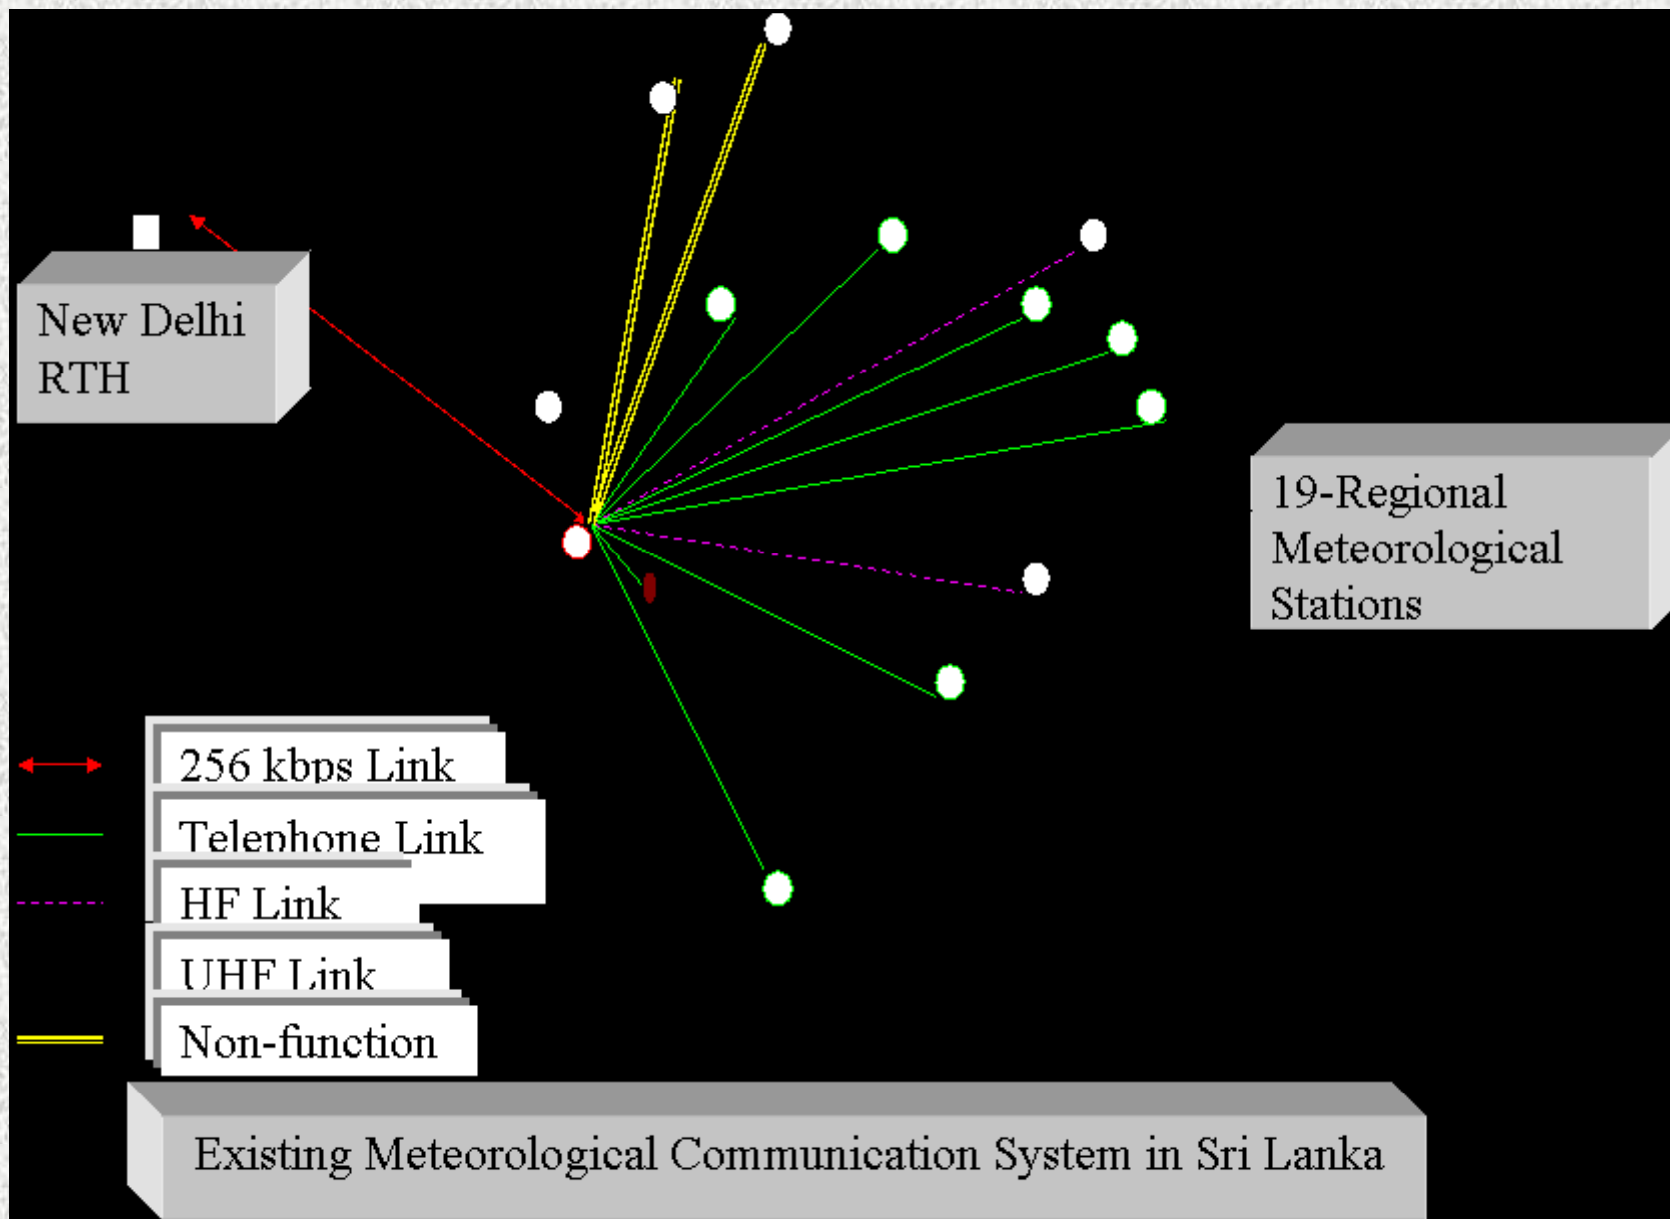 New Delhi
RTH
19-Regional
Meteorological
Stations
256 kbps Link
Telephone Link
HF Link
UHF Link
Non-function
Existing Meteorological Communication System in Sri Lanka